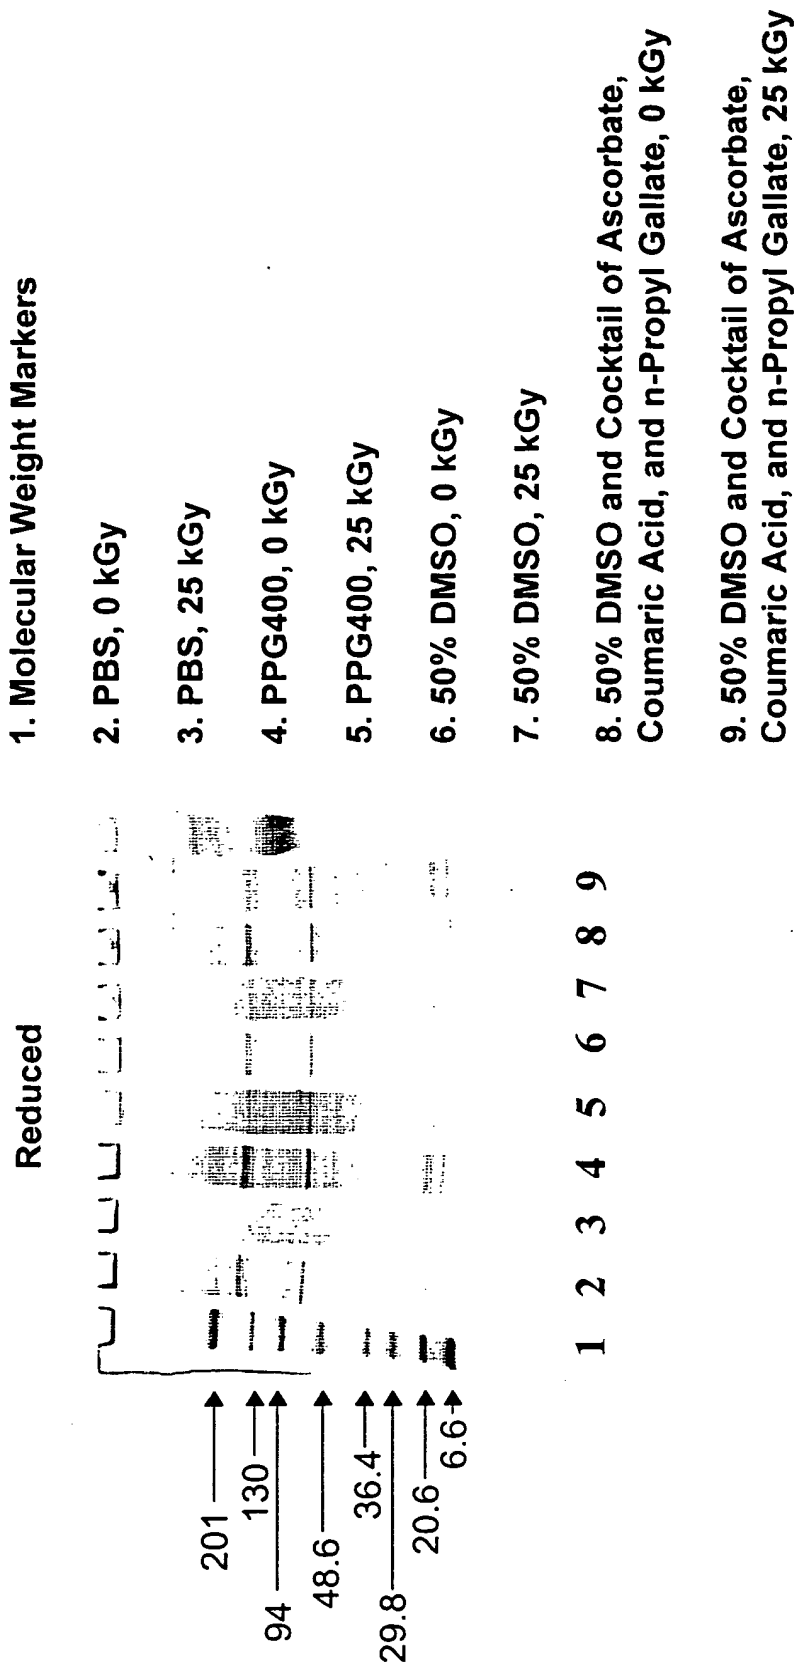 Reduced
201
130
94
48.6
36.4
29.8
20.6
6.6
1 2 3 4 5 6 7 8 9
1. Molecular Weight Markers
2. PBS, 0 kGy
3. PBS, 25 kGy
4. PPG400, 0 kGy
5. PPG400, 25 kGy
6. 50% DMSO, 0 kGy
7. 50% DMSO, 25 kGy
8. 50% DMSO and Cocktail of Ascorbate,
Coumaric Acid, and n-Propyl Gallate, 0 kGy
9. 50% DMSO and Cocktail of Ascorbate,
Coumaric Acid, and n-Propyl Gallate, 25 kGy